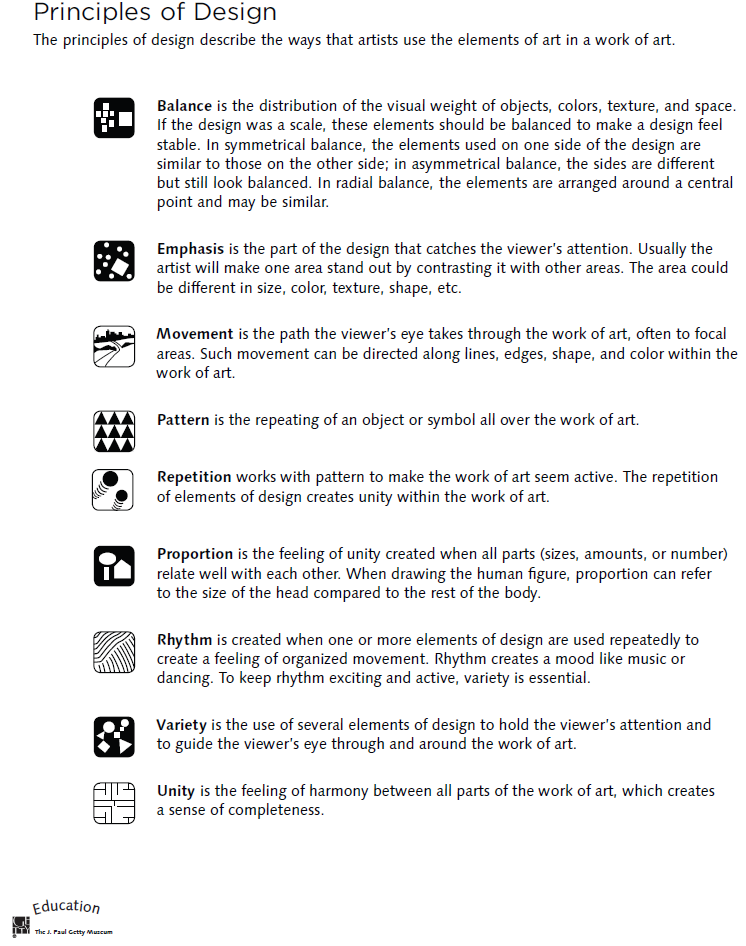 Principles of Design
The principles of design describe the ways that artists use the elements of art in a work of art.
Balance is the distribution of the visual weight of objects, colors, texture, and space.
If the design was a scale, these elements should be balanced to make a design feel
stable. In symmetrical balance, the elements used on one side of the design are
similar to those on the other side; in asymmetrical balance, the sides are different
but still look balanced. In radial balance, the elements are arranged around a central
point and may be similar.
Emphasis is the part of the design that catches the viewer's attention. Usually the
artist will make one area stand out by contrasting it with other areas. The area could
be different in size, color, texture, shape, etc.
Movement is the path the viewer's eye takes through the work of art, often to focal
areas. Such movement can be directed along lines, edges, shape, and color within the
work of art.
Pattern is the repeating of an object or symbol all over the work of art.
Repetition works with pattern to make the work of art seem active. The repetition
of elements of design creates unity within the work of art.
Proportion is the feeling of unity created when all parts (sizes, amounts, or number)
relate well with each other. When drawing the human figure, proportion can refer
to the size of the head compared to the rest of the body.
Rhythm is created when one or more elements of design are used repeatedly to
create a feeling of organized movement. Rhythm creates a mood like music or
dancing. To keep rhythm exciting and active, variety is essential.
Variety is the use of several elements of design to hold the viewer's attention and
to guide the viewer's eye through and around the work of art.
Unity is the feeling of harmony between all parts of the work of art, which creates
a sense of completeness.
Education
The J. Paul Getty Museum